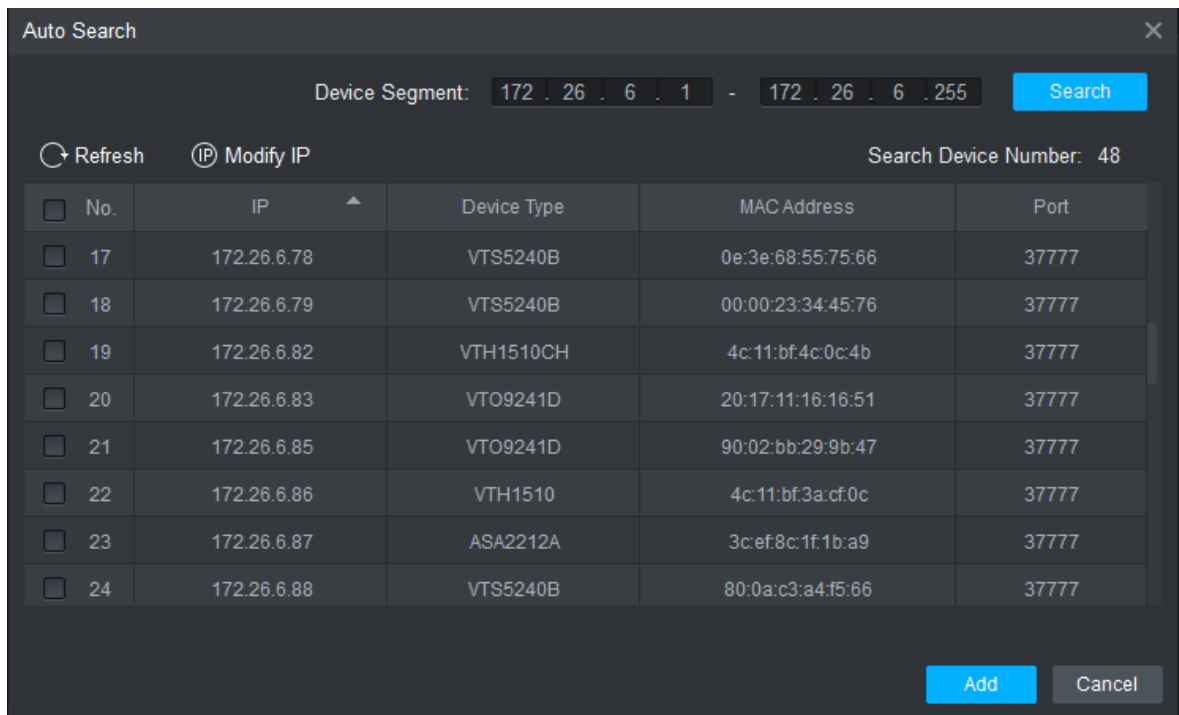 Auto Search
Device Segment: 172 . 26 . 6 . 1 - 172 . 26 . 6 . 255 Search
Refresh IP Modify IP Search Device Number: 48
No. IP Device Type MAC Address Port
17 172.26.6.78 VTS5240B 0e:3e:68:55:75:66 37777
18 172.26.6.79 VTS5240B 00:00:23:34:45:76 37777
19 172.26.6.82 VTH1510CH 4c:11:bf:4c:0c:4b 37777
20 172.26.6.83 VTO9241D 20:17:11:16:16:51 37777
21 172.26.6.85 VTO9241D 90:02:bb:29:9b:47 37777
22 172.26.6.86 VTH1510 4c:11:bf:3a:cf:0c 37777
23 172.26.6.87 ASA2212A 3c:ef:8c:1f:1b:a9 37777
24 172.26.6.88 VTS5240B 80:0a:c3:a4:f5:66 37777
Add Cancel